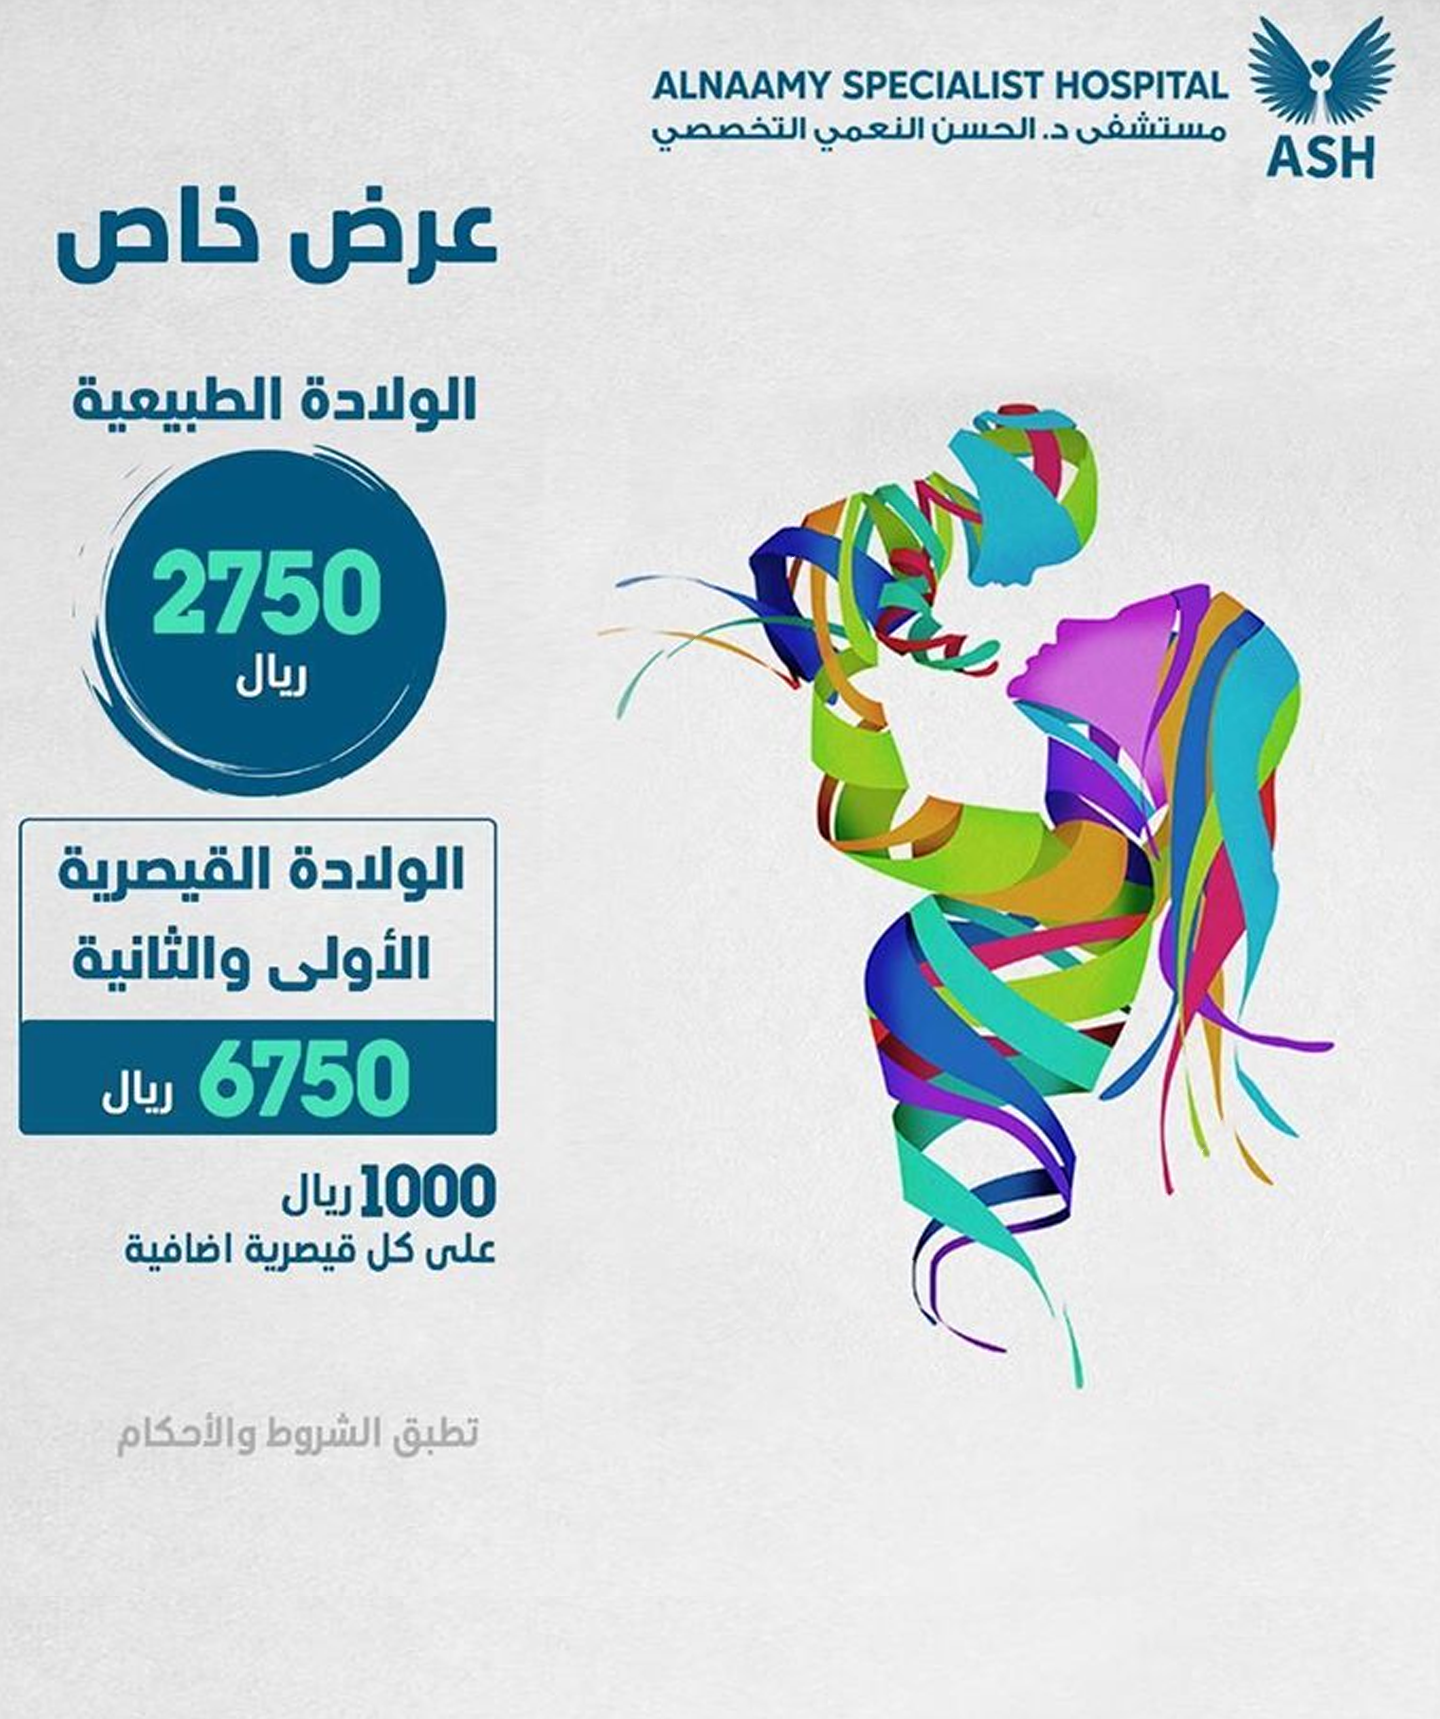 ALNAAMY SPECIALIST HOSPITAL
مستشفى د. الحسن النعمي التخصصي
ASH
عرض خاص
الولادة الطبيعية
2750
ريال
الولادة القيصرية
الأولى والثانية
6750 ريال
1000 ريال
على كل قيصرية اضافية
تطبق الشروط والأحكام